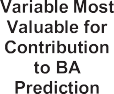 Variable Most
Valuable for
Contribution
to BA
Prediction